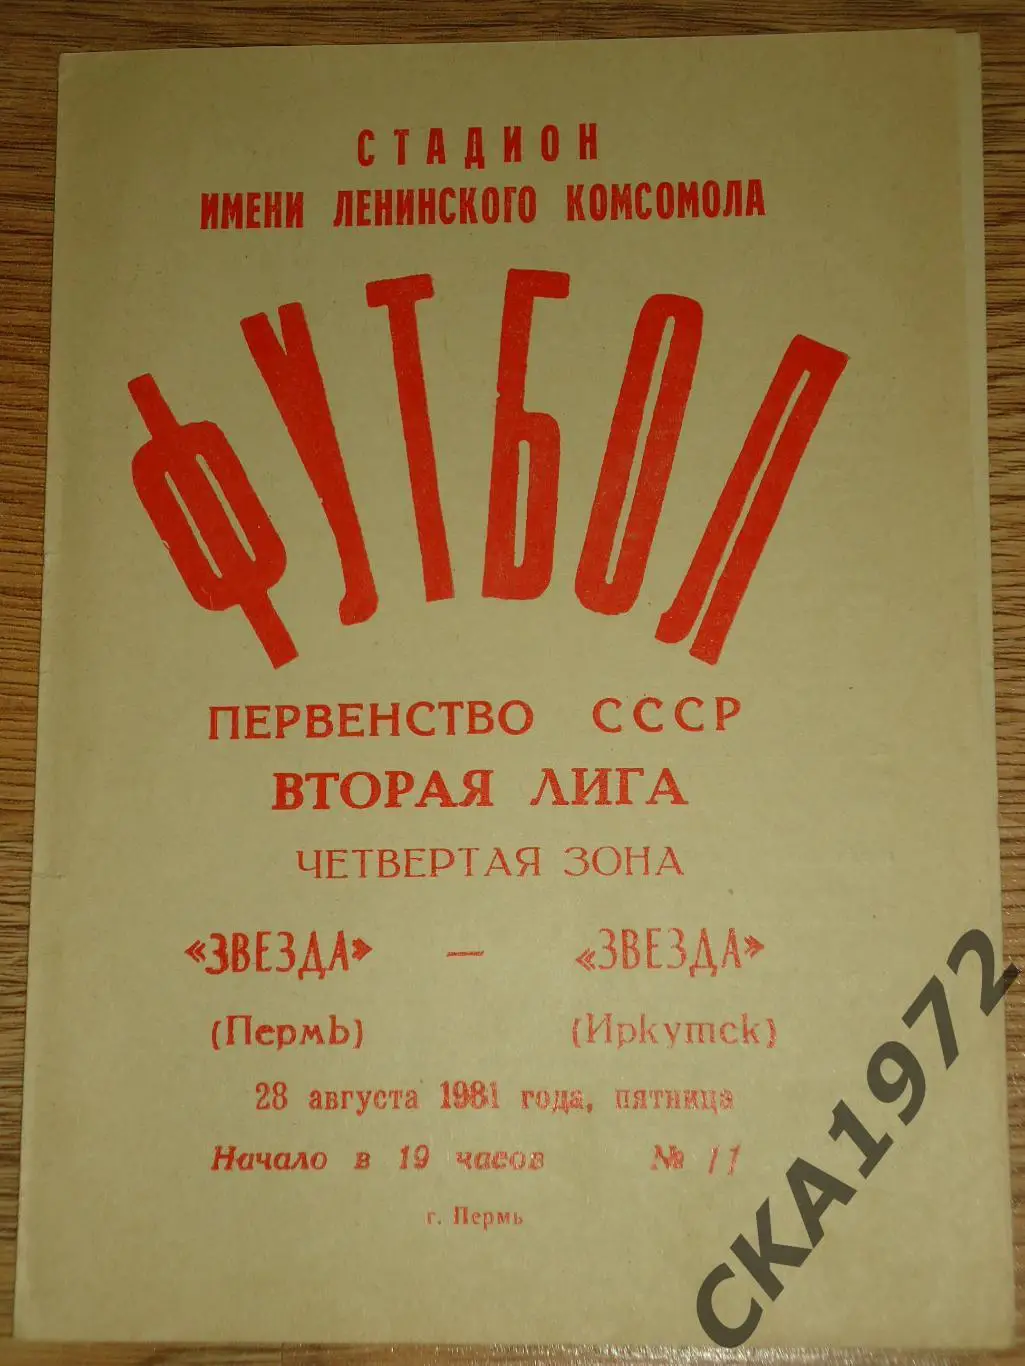 СТАДИОН
ИМЕНИ ЛЕНИНСКОГО КОМСОМОЛА
ФУТБОЛ
ПЕРВЕНСТВО СССР
ВТОРАЯ ЛИГА
ЧЕТВЕРТАЯ ЗОНА
«ЗВЕЗДА» — «ЗВЕЗДА»
(Пермь) (Иркутск)
28 августа 1981 года, пятница
Начало в 19 часов № 11
г. Пермь
СКА1972